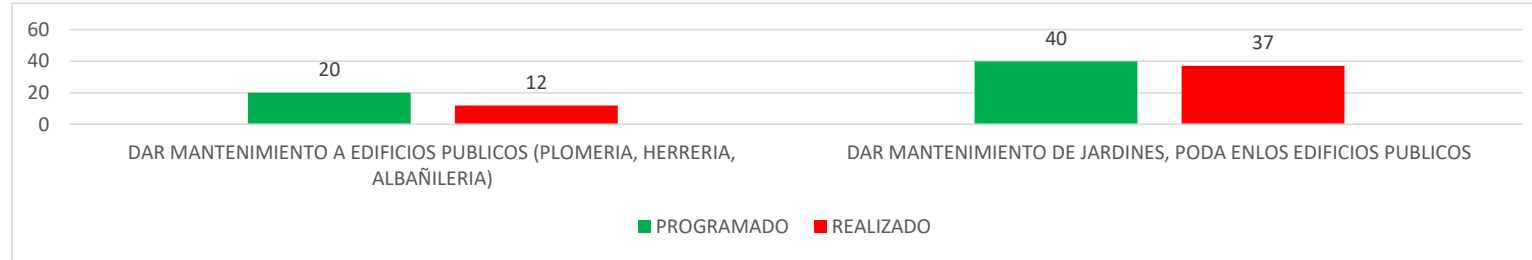 60
40
20
0
20
12
40
37
DAR MANTENIMIENTO A EDIFICIOS PUBLICOS (PLOMERIA, HERRERIA,
ALBAÑILERIA)
DAR MANTENIMIENTO DE JARDINES, PODA ENLOS EDIFICIOS PUBLICOS
PROGRAMADO
REALIZADO